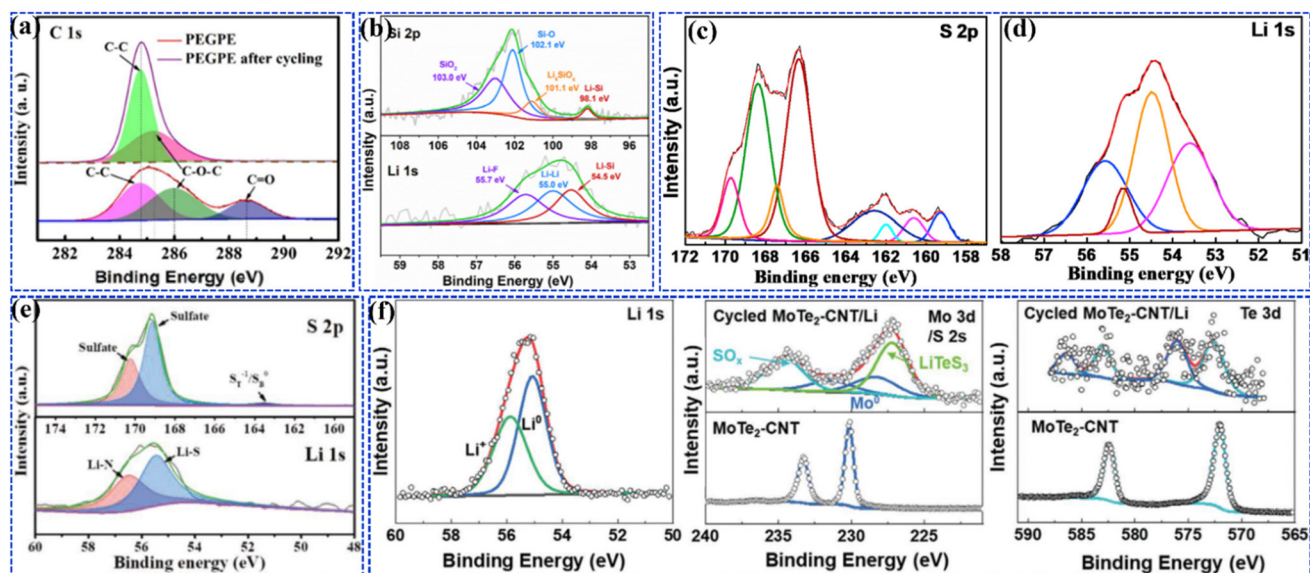 (a)
C 1s
PEGPE
PEGPE after cycling
C-C
C-C
C-O-C
C=O
Intensity (a. u.)
282
284
286
288
290
292
Binding Energy (eV)
(b)
Si 2p
Si-O
102.1 eV
SiO2
103.0 eV
LixSiOx
101.1 eV
Li-Si
98.1 eV
108
106
104
102
100
98
96
Li 1s
Li-F
55.7 eV
Li-Li
55.0 eV
Li-Si
54.5 eV
Intensity (a.u.)
59
58
57
56
55
54
53
Binding energy (eV)
(c)
S 2p
Intensity (a.u.)
172
170
168
166
164
162
160
158
Binding energy (eV)
(d)
Li 1s
Intensity (a.u.)
58
57
56
55
54
53
52
51
Binding energy (eV)
(e)
S 2p
Sulfate
Sulfate
174
172
170
168
166
164
162
160
Li 1s
Li-N
Li-S
Intensity (a.u.)
60
58
56
54
52
50
48
Binding energy (eV)
(f)
Li 1s
Li+
Li0
Intensity (a.u.)
60
58
56
54
52
50
Binding Energy (eV)
Cycled MoTe2-CNT/Li
Mo 3d
/S 2s
SOx
LiTeS3
Mo0
MoTe2-CNT
Intensity (a.u.)
240
235
230
225
Binding Energy (eV)
Cycled MoTe2-CNT/Li
Te 3d
MoTe2-CNT
Intensity (a.u.)
590
585
580
575
570
565
Binding Energy (eV)